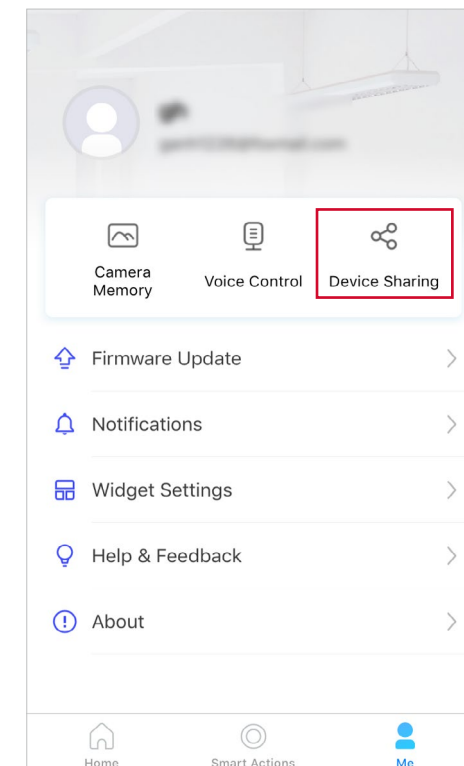 Camera
Memory
Voice Control
Device Sharing
Firmware Update
Notifications
Widget Settings
Help & Feedback
About
Home
Smart Actions
Me